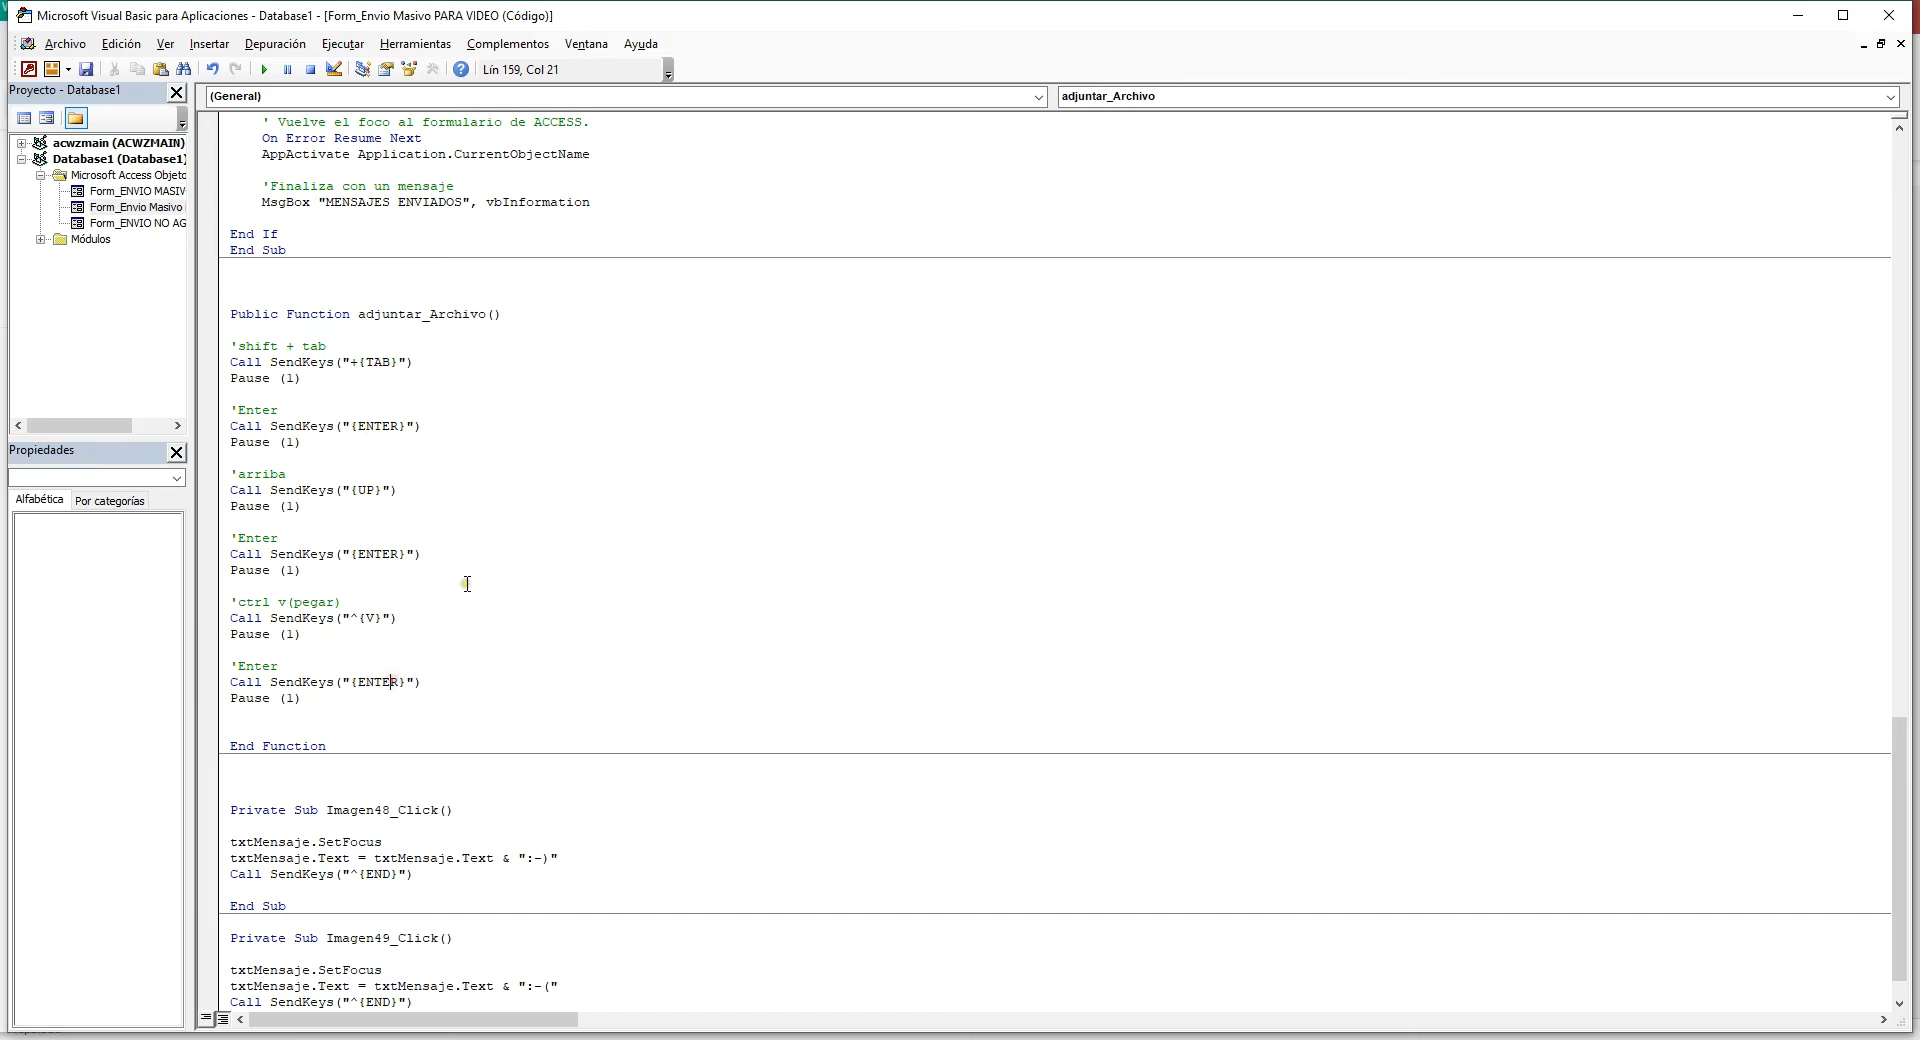 Microsoft Visual Basic para Aplicaciones - Database1 - [Form_Envio Masivo PARA VIDEO (Código)]
Archivo Edición Ver Insertar Depuración Ejecutar Herramientas Complementos Ventana Ayuda
Lín 159, Col 21
Proyecto - Database1
acwzmain (ACWZMAIN)
Database1 (Database1)
Microsoft Access Objeto
Form_ENVIO MASIV
Form_Envio Masivo
Form_ENVIO NO AG
Módulos
Propiedades
Alfabética Por categorías
(General) adjuntar_Archivo
' Vuelve el foco al formulario de ACCESS.
On Error Resume Next
AppActivate Application.CurrentObjectName
'Finaliza con un mensaje
MsgBox "MENSAJES ENVIADOS", vbInformation
End If
End Sub
Public Function adjuntar_Archivo()
'shift + tab
Call SendKeys("+{TAB}")
Pause (1)
'Enter
Call SendKeys("{ENTER}")
Pause (1)
'arriba
Call SendKeys("{UP}")
Pause (1)
'Enter
Call SendKeys("{ENTER}")
Pause (1)
'ctrl v(pegar)
Call SendKeys("^{V}")
Pause (1)
'Enter
Call SendKeys("{ENTER}")
Pause (1)
End Function
Private Sub Imagen48_Click()
txtMensaje.SetFocus
txtMensaje.Text = txtMensaje.Text & ":-)"
Call SendKeys("^{END}")
End Sub
Private Sub Imagen49_Click()
txtMensaje.SetFocus
txtMensaje.Text = txtMensaje.Text & ":-("
Call SendKeys("^{END}")